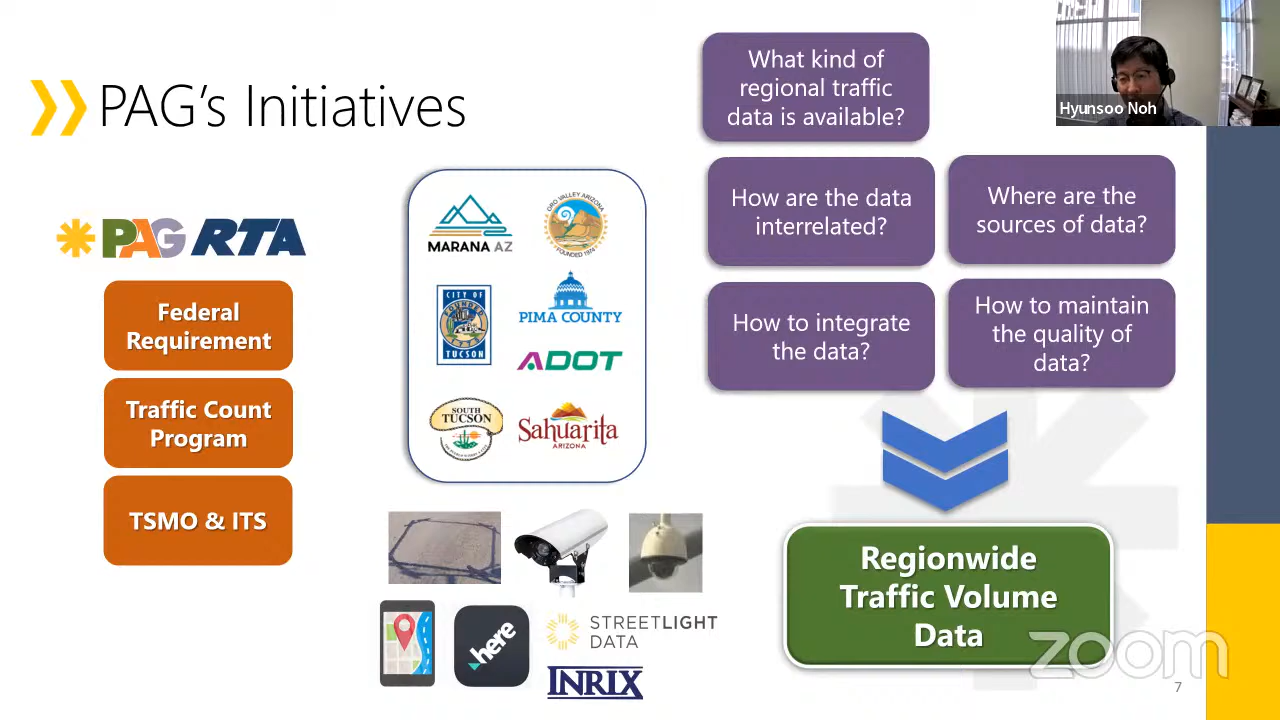 PAG's Initiatives
PAG RTA
Federal
Requirement
Traffic Count
Program
TSMO & ITS
MARANA AZ
ORO VALLEY ARIZONA
FOUNDED 1974
CITY OF
TUCSON
PIMA COUNTY
ADOT
SOUTH
TUCSON
Sahuarita
ARIZONA
here
STREETLIGHT
DATA
INRIX
What kind of
regional traffic
data is available?
How are the data
interrelated?
Where are the
sources of data?
How to integrate
the data?
How to maintain
the quality of
data?
Regionwide
Traffic Volume
Data
Hyunsoo Noh
zoom
7